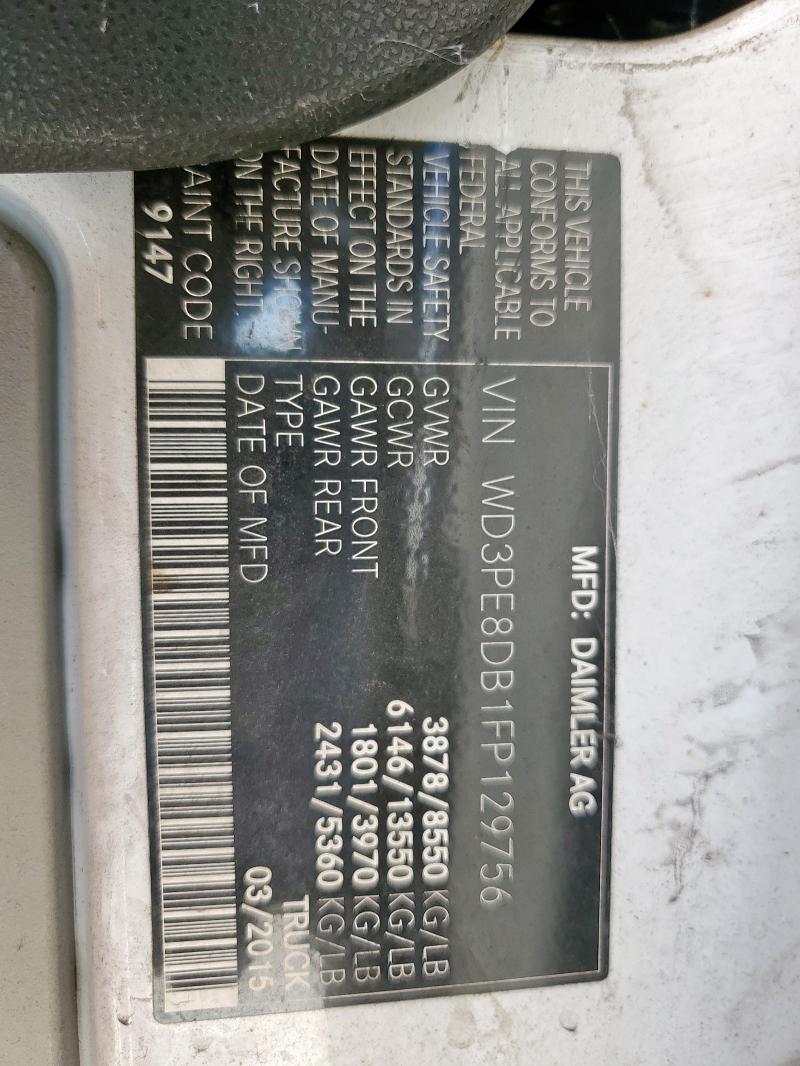 MFD: DAIMLER AG
THIS VEHICLE
CONFORMS TO
ALL APPLICABLE
FEDERAL
VEHICLE SAFETY
STANDARDS IN
EFFECT ON THE
DATE OF MANU-
FACTURE SHOWN
ON THE RIGHT
PAINT CODE
9147
VIN WD3PE8DB1FP129756
GVWR 3878/8550 KG/LB
GCWR 6146/13550 KG/LB
GAWR FRONT 1801/3970 KG/LB
GAWR REAR 2431/5360 KG/LB
TYPE TRUCK
DATE OF MFD 03/2015